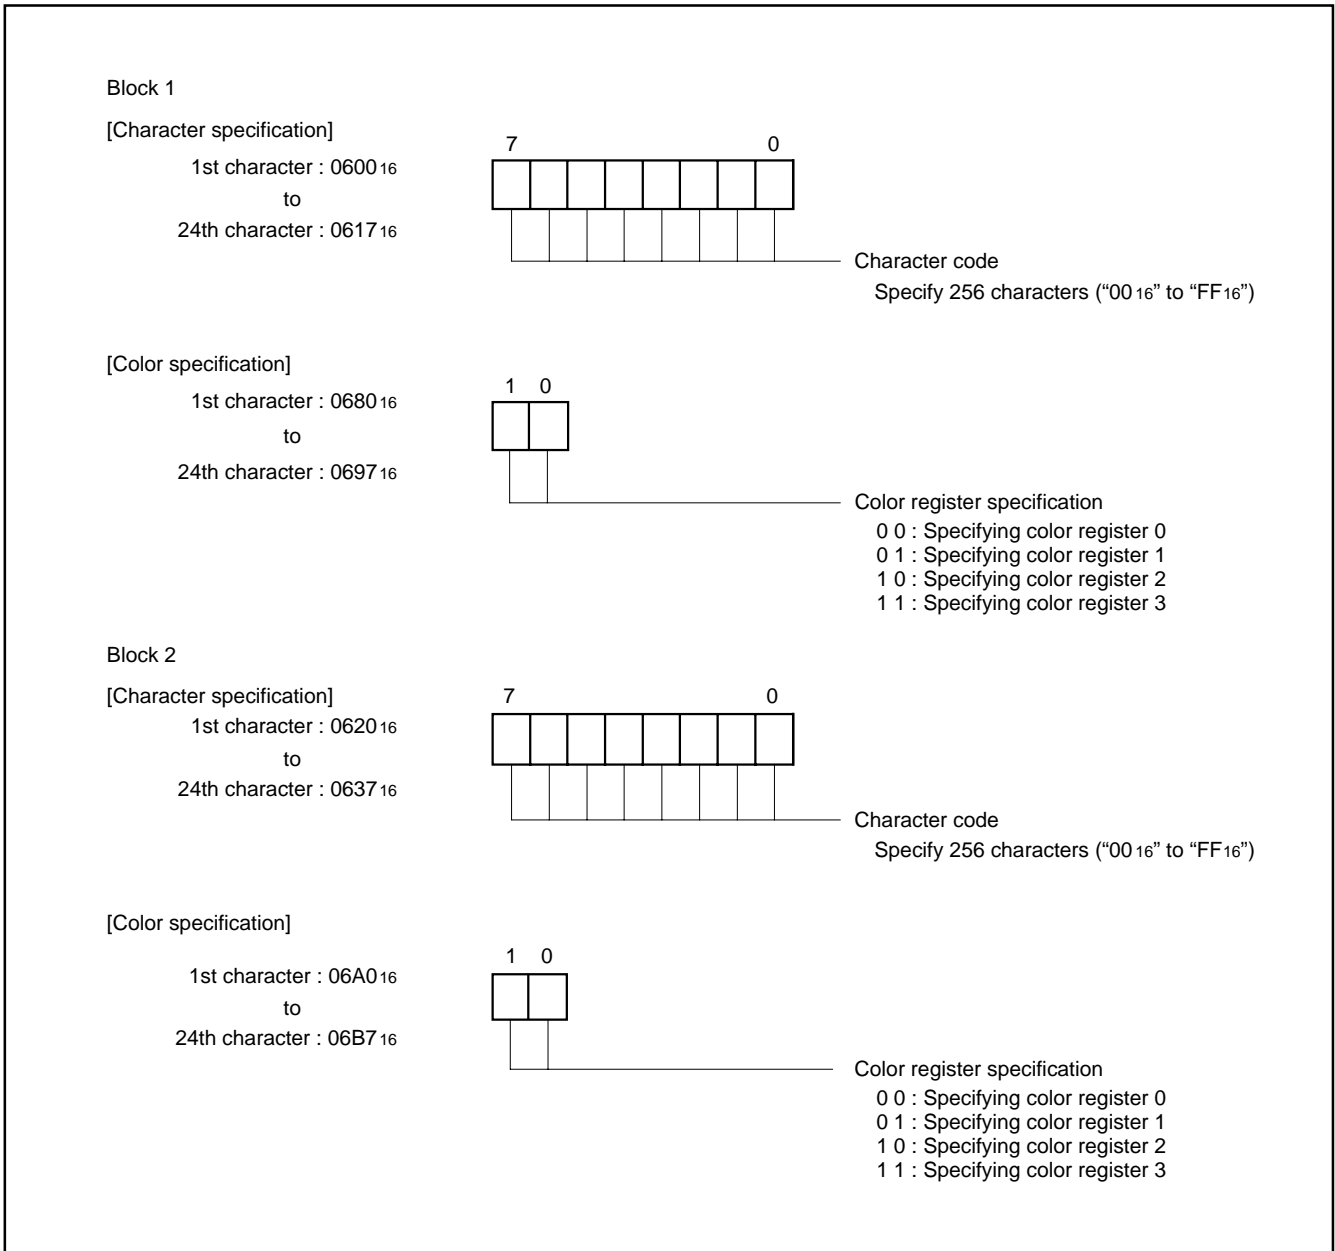 Block 1
[Character specification]
7 0
1st character : 0600 16
to
24th character : 0617 16
Character code
Specify 256 characters (“00 16” to “FF16”)
[Color specification]
1 0
1st character : 0680 16
to
24th character : 0697 16
Color register specification
0 0 : Specifying color register 0
0 1 : Specifying color register 1
1 0 : Specifying color register 2
1 1 : Specifying color register 3
Block 2
[Character specification]
7 0
1st character : 0620 16
to
24th character : 0637 16
Character code
Specify 256 characters (“00 16” to “FF16”)
[Color specification]
1 0
1st character : 06A0 16
to
24th character : 06B7 16
Color register specification
0 0 : Specifying color register 0
0 1 : Specifying color register 1
1 0 : Specifying color register 2
1 1 : Specifying color register 3